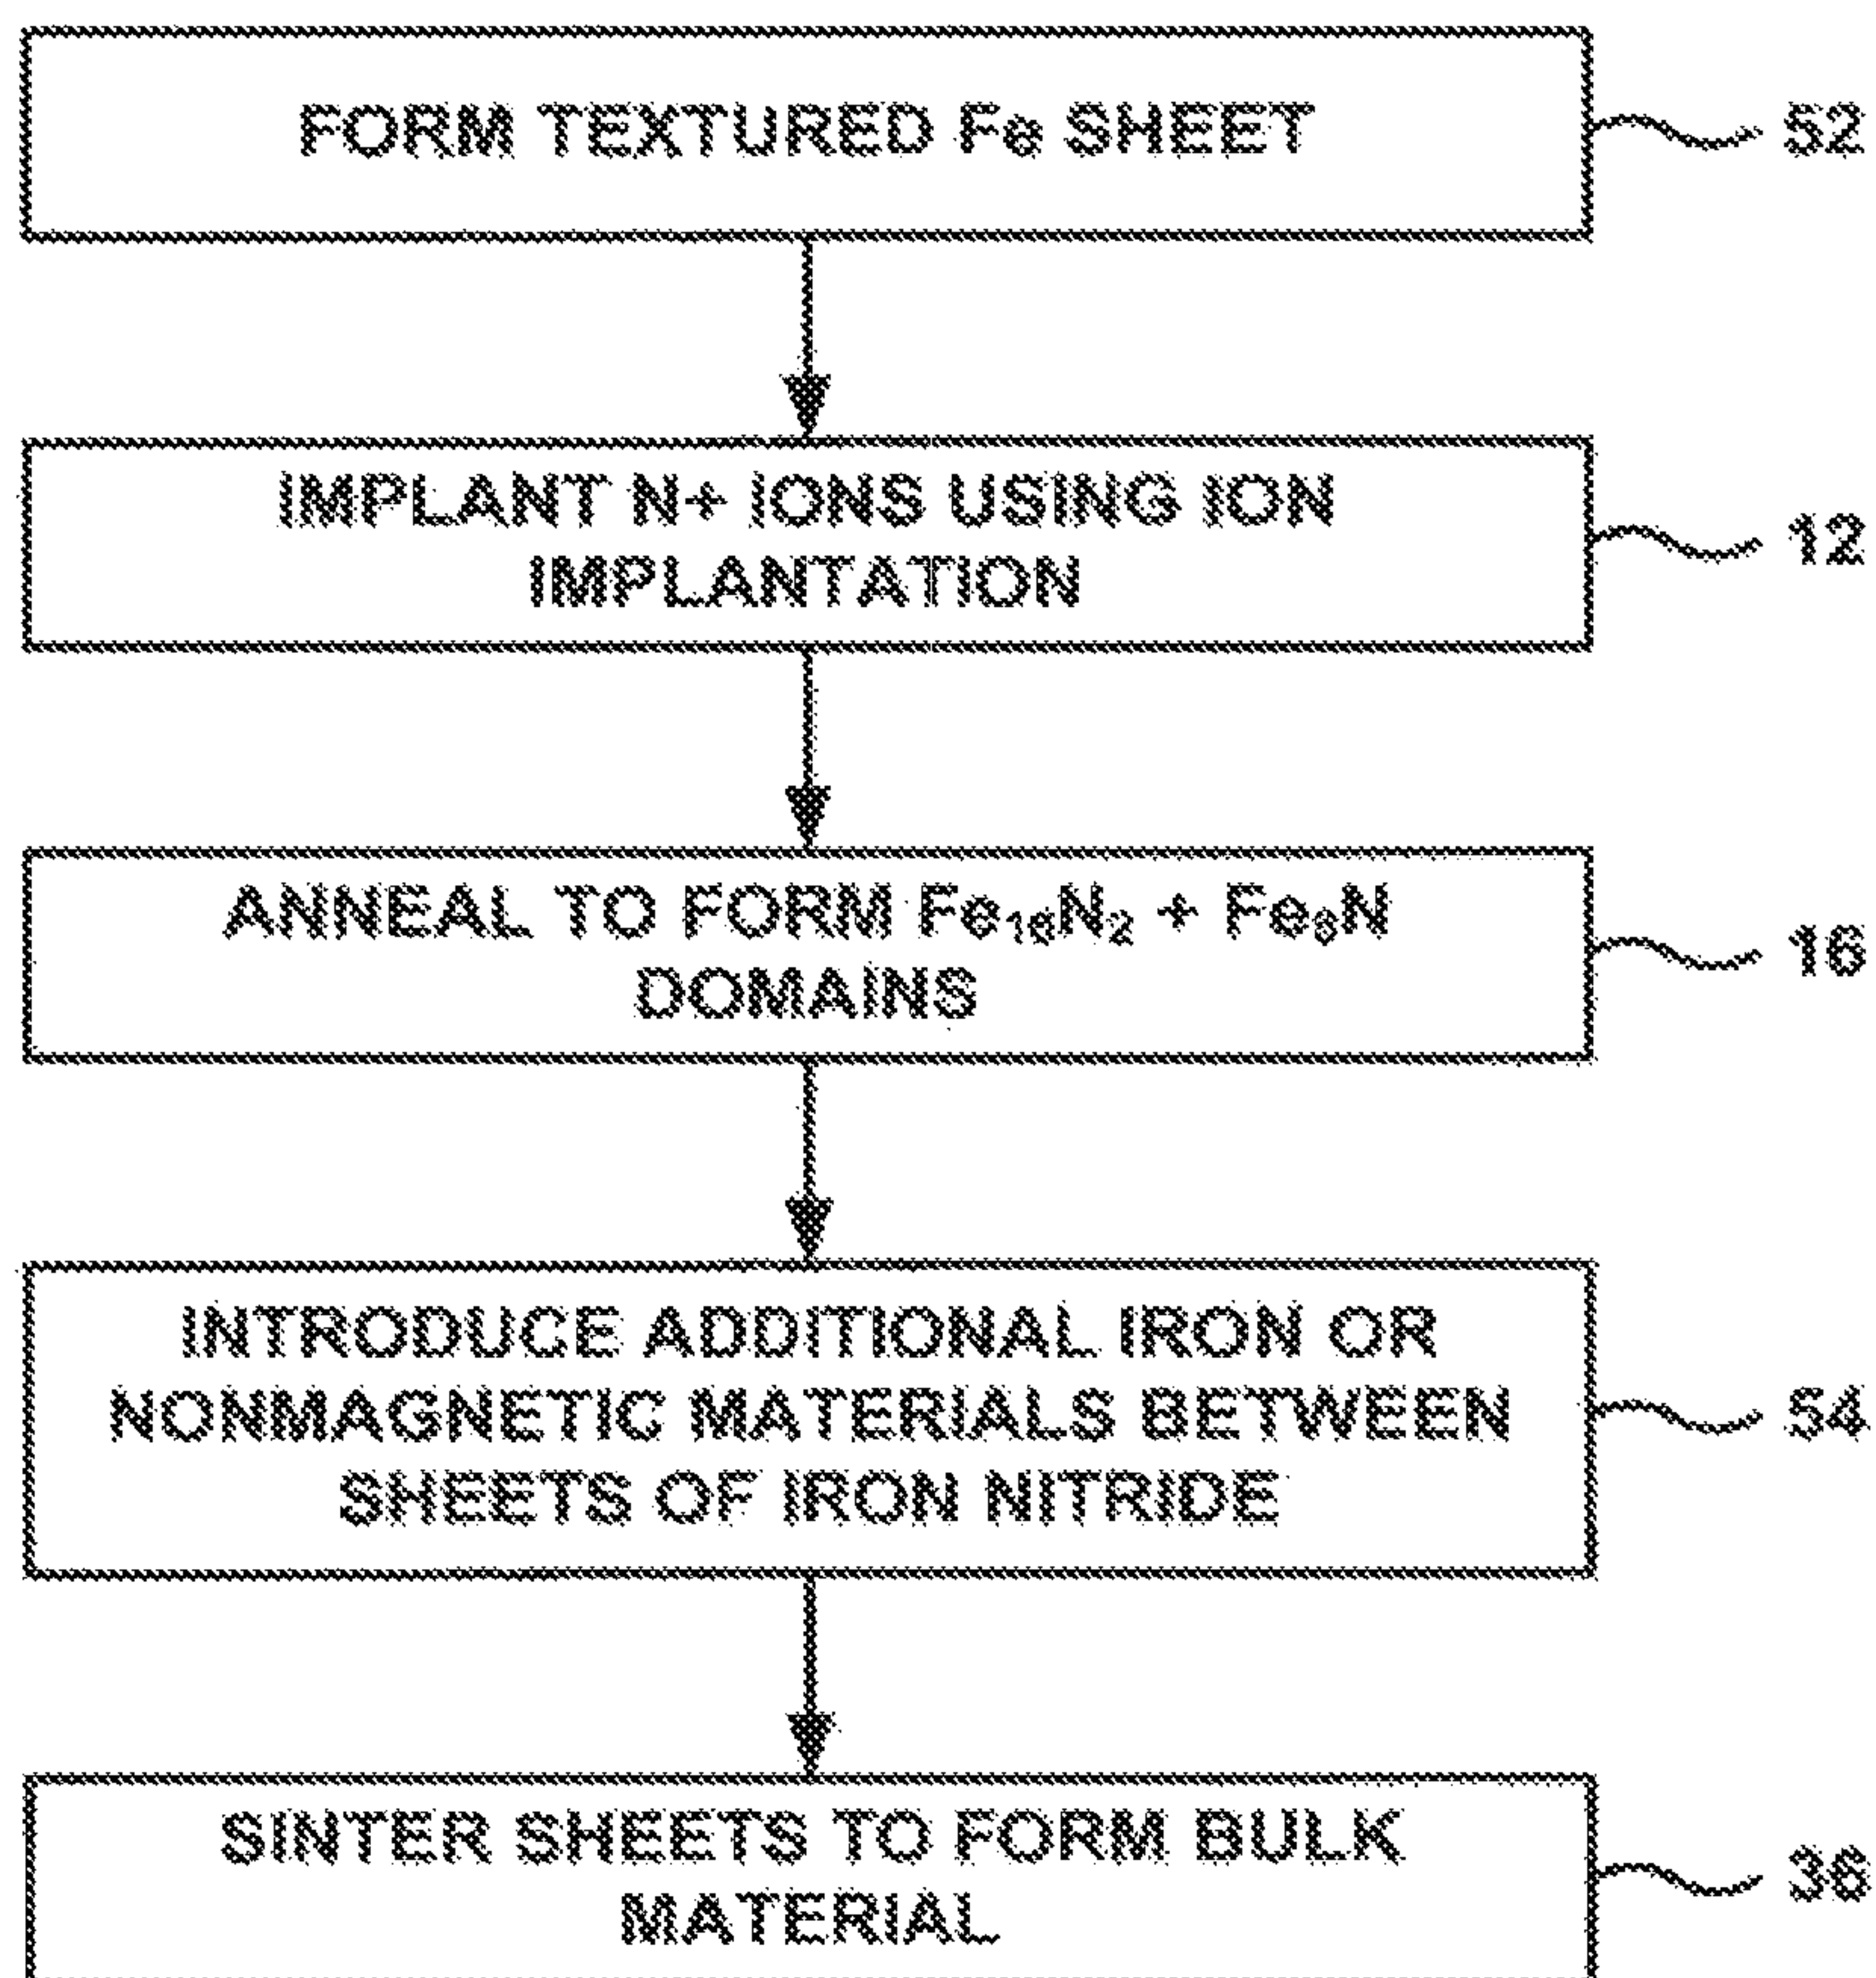 FORM TEXTURED Fe SHEET
52
IMPLANT N+ IONS USING ION
IMPLANTATION
12
ANNEAL TO FORM Fe₁₆N₂ + Fe₈N
DOMAINS
16
INTRODUCE ADDITIONAL IRON OR
NONMAGNETIC MATERIALS BETWEEN
SHEETS OF IRON NITRIDE
54
SINTER SHEETS TO FORM BULK
MATERIAL
36